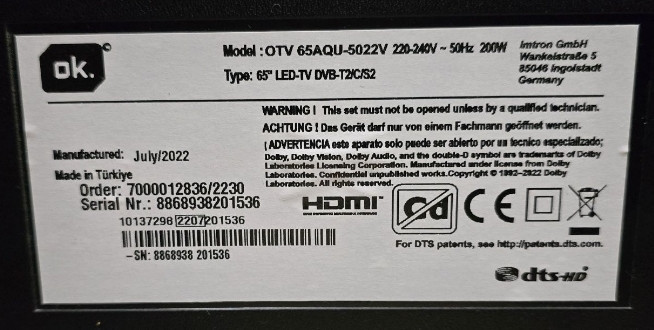 ok.©
Model : OTV 65AQU-5022V 220-240V ~ 50Hz 200W
Type: 65" LED-TV DVB-T2/C/S2
Imtron GmbH
Wankelstraße 5
85046 Ingolstadt
Germany
WARNING ! This set must not be opened unless by a qualified technician.
ACHTUNG ! Das Gerät darf nur von einem Fachmann geöffnet werden.
¡ ADVERTENCIA este aparato solo puede ser abierto por un tecnico especializado;
Dolby, Dolby Vision, Dolby Audio, and the double-D symbol are trademarks of Dolby
Laboratories Licensing Corporation. Manufactured under license from Dolby
Laboratories. Confidential unpublished works.Copyright © 1992-2022 Dolby
Laboratories. All rights reserved.
Manufactured: July/2022
Made in Türkiye
Order: 7000012836/2230
Serial Nr.: 8868938201536
10137298 2207 201536
-SN: 8868938 201536
HDMI
HIGH-DEFINITION MULTIMEDIA INTERFACE
Cd
CE
For DTS patents, see http://patents.dts.com.
dts-HD